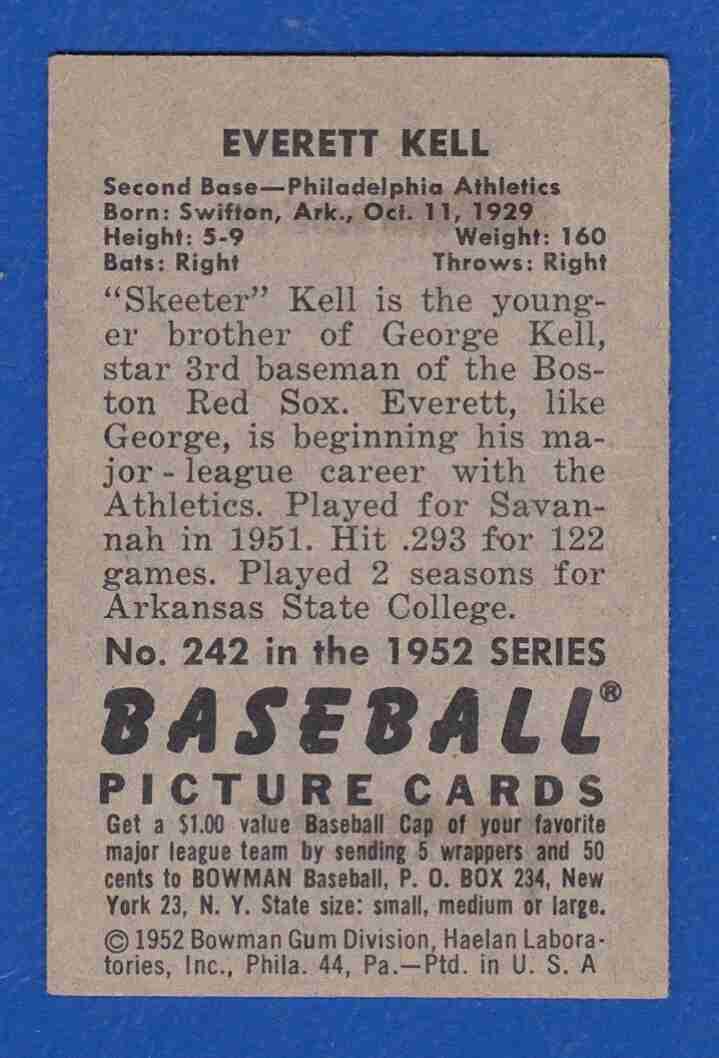 EVERETT KELL
Second Base—Philadelphia Athletics
Born: Swifton, Ark., Oct. 11, 1929
Height: 5-9 Weight: 160
Bats: Right Throws: Right
"Skeeter" Kell is the young-
er brother of George Kell,
star 3rd baseman of the Bos-
ton Red Sox. Everett, like
George, is beginning his ma-
jor - league career with the
Athletics. Played for Savan-
nah in 1951. Hit .293 for 122
games. Played 2 seasons for
Arkansas State College.
No. 242 in the 1952 SERIES
BASEBALL®
PICTURE CARDS
Get a $1.00 value Baseball Cap of your favorite
major league team by sending 5 wrappers and 50
cents to BOWMAN Baseball, P. O. BOX 234, New
York 23, N. Y. State size: small, medium or large.
© 1952 Bowman Gum Division, Haelan Labora-
tories, Inc., Phila. 44, Pa.—Ptd. in U. S. A